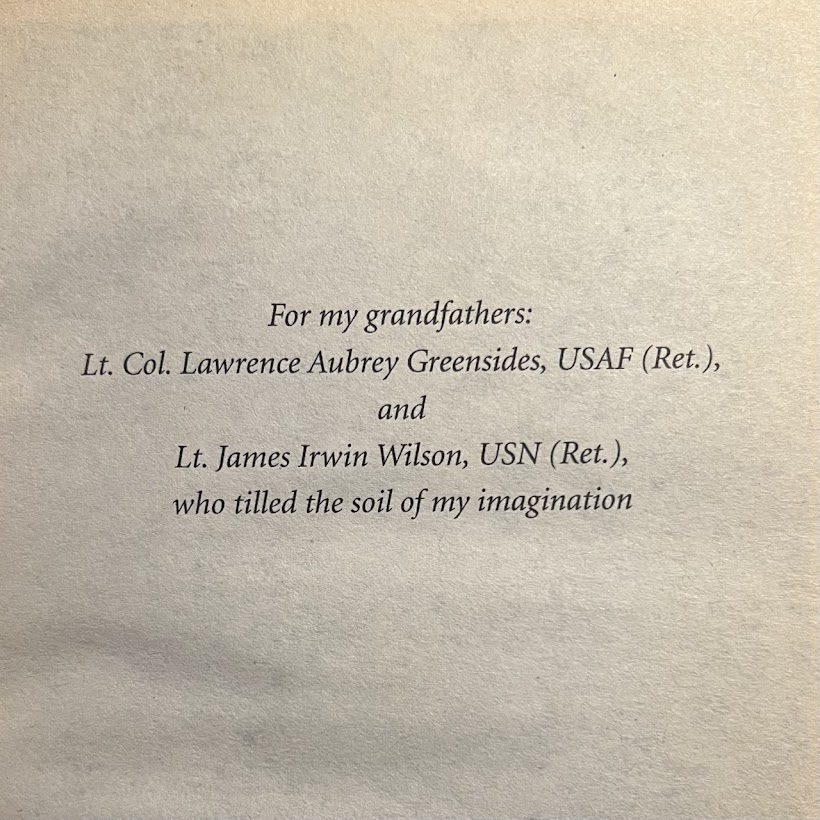 For my grandfathers:
Lt. Col. Lawrence Aubrey Greensides, USAF (Ret.),
and
Lt. James Irwin Wilson, USN (Ret.),
who tilled the soil of my imagination